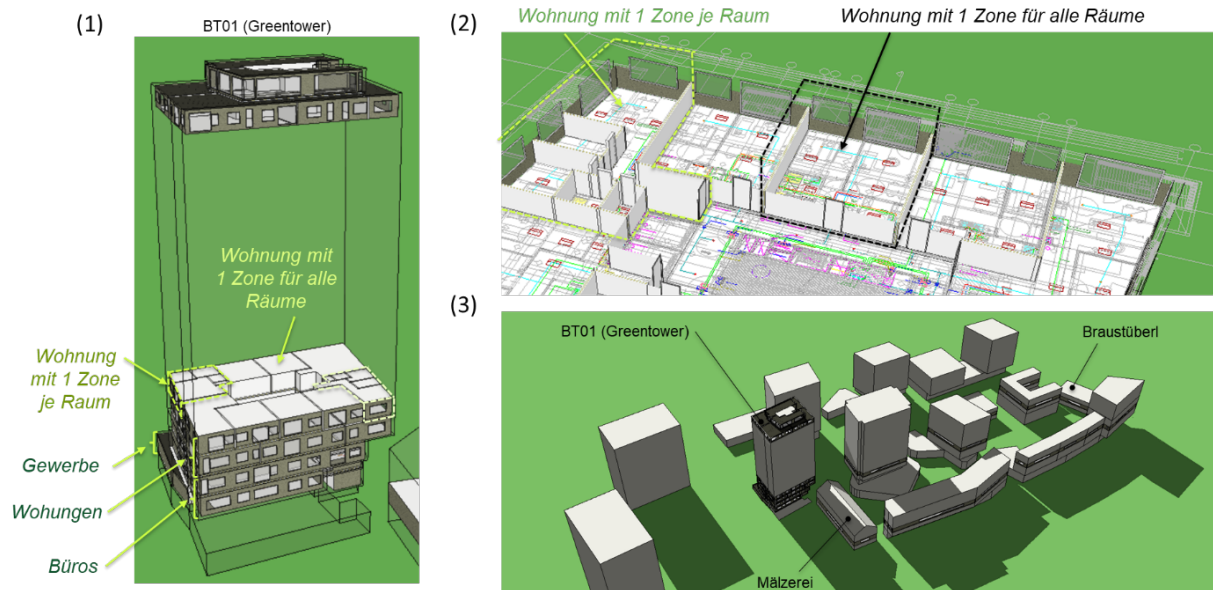 (1)
BT01 (Greentower)
Wohnung mit
1 Zone für alle
Räume
Wohnung
mit 1 Zone
je Raum
Gewerbe
Wohungen
Büros
(2)
Wohnung mit 1 Zone je Raum
Wohnung mit 1 Zone für alle Räume
(3)
BT01 (Greentower)
Braustüberl
Mälzerei